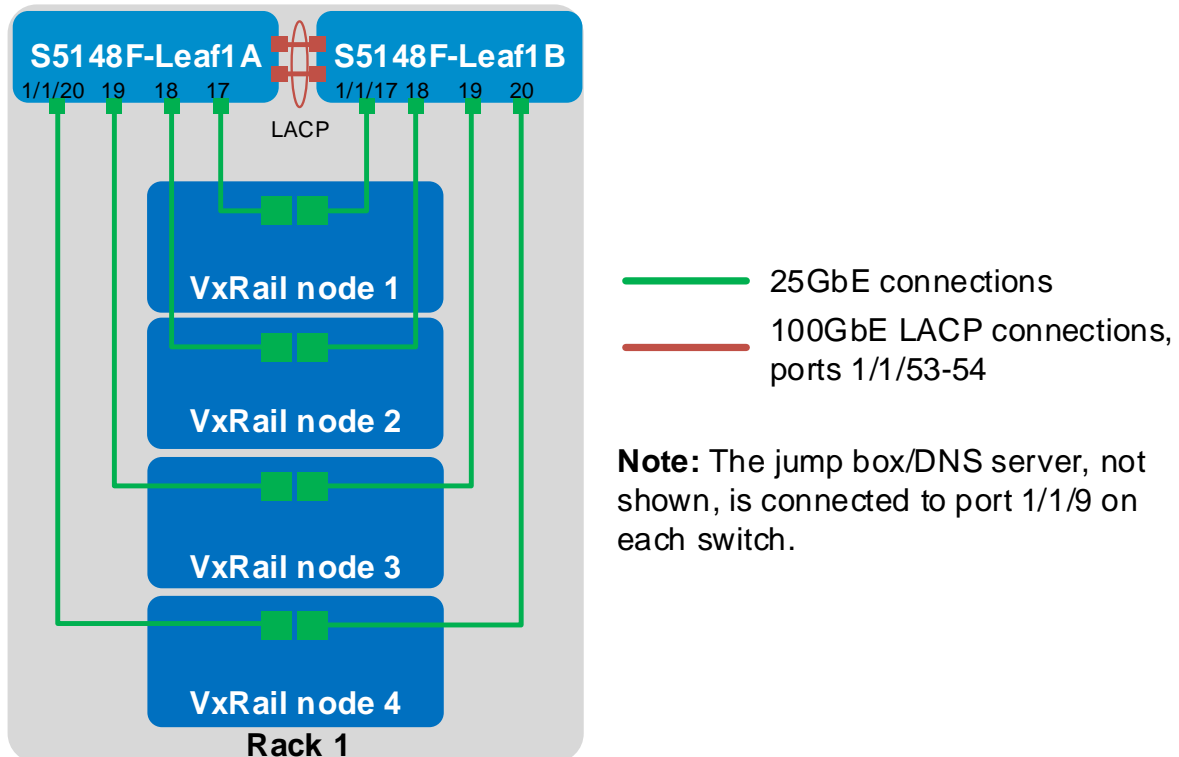 S5148F-Leaf1A
S5148F-Leaf1B
1/1/20 19 18 17
1/1/17 18 19 20
LACP
VxRail node 1
VxRail node 2
VxRail node 3
VxRail node 4
Rack 1
25GbE connections
100GbE LACP connections,
ports 1/1/53-54
Note: The jump box/DNS server, not
shown, is connected to port 1/1/9 on
each switch.